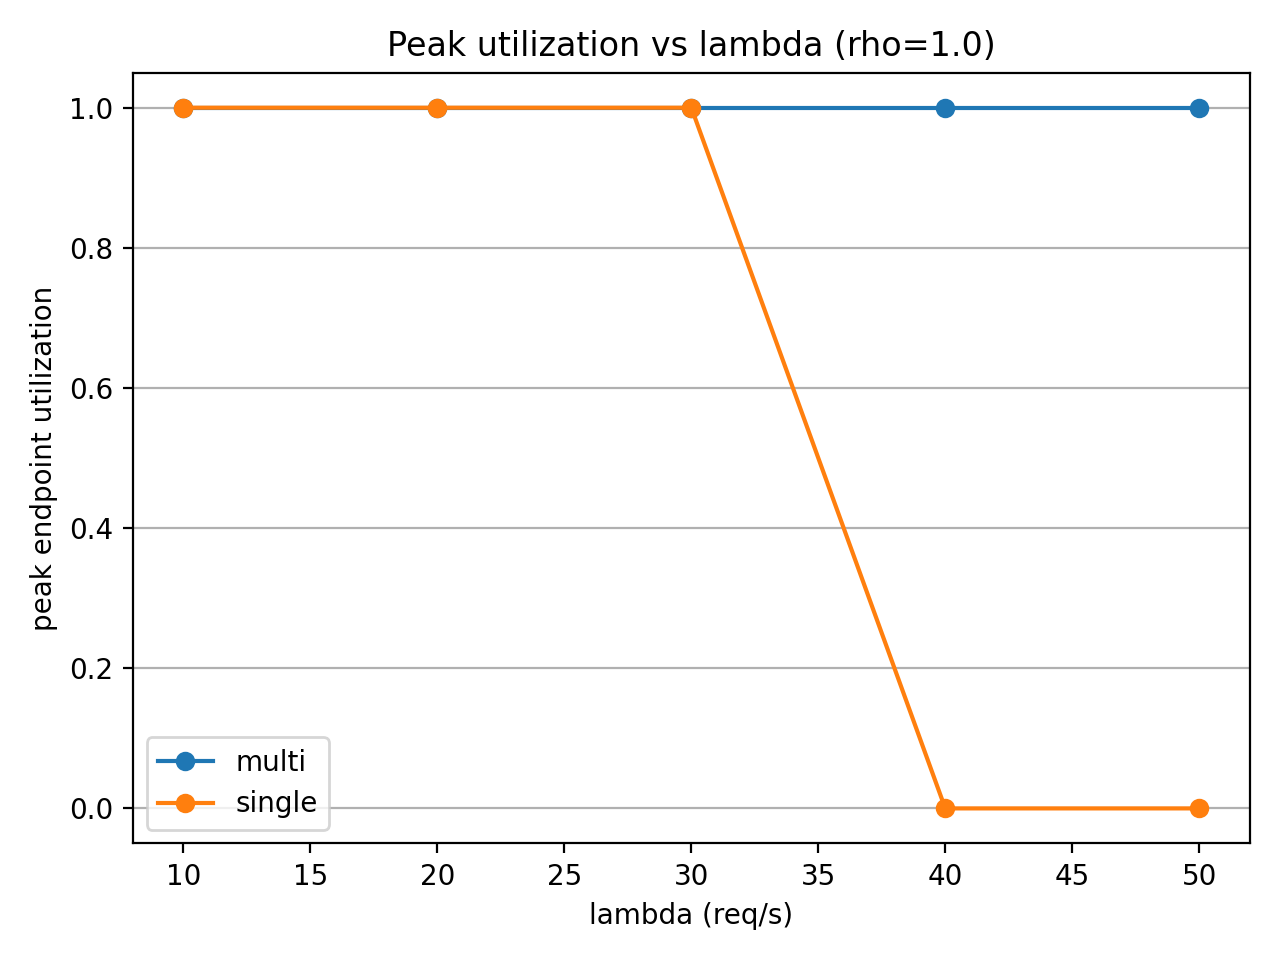 Peak utilization vs lambda (rho=1.0)
peak endpoint utilization
1.0
0.8
0.6
0.4
0.2
0.0
multi
single
10 15 20 25 30 35 40 45 50
lambda (req/s)